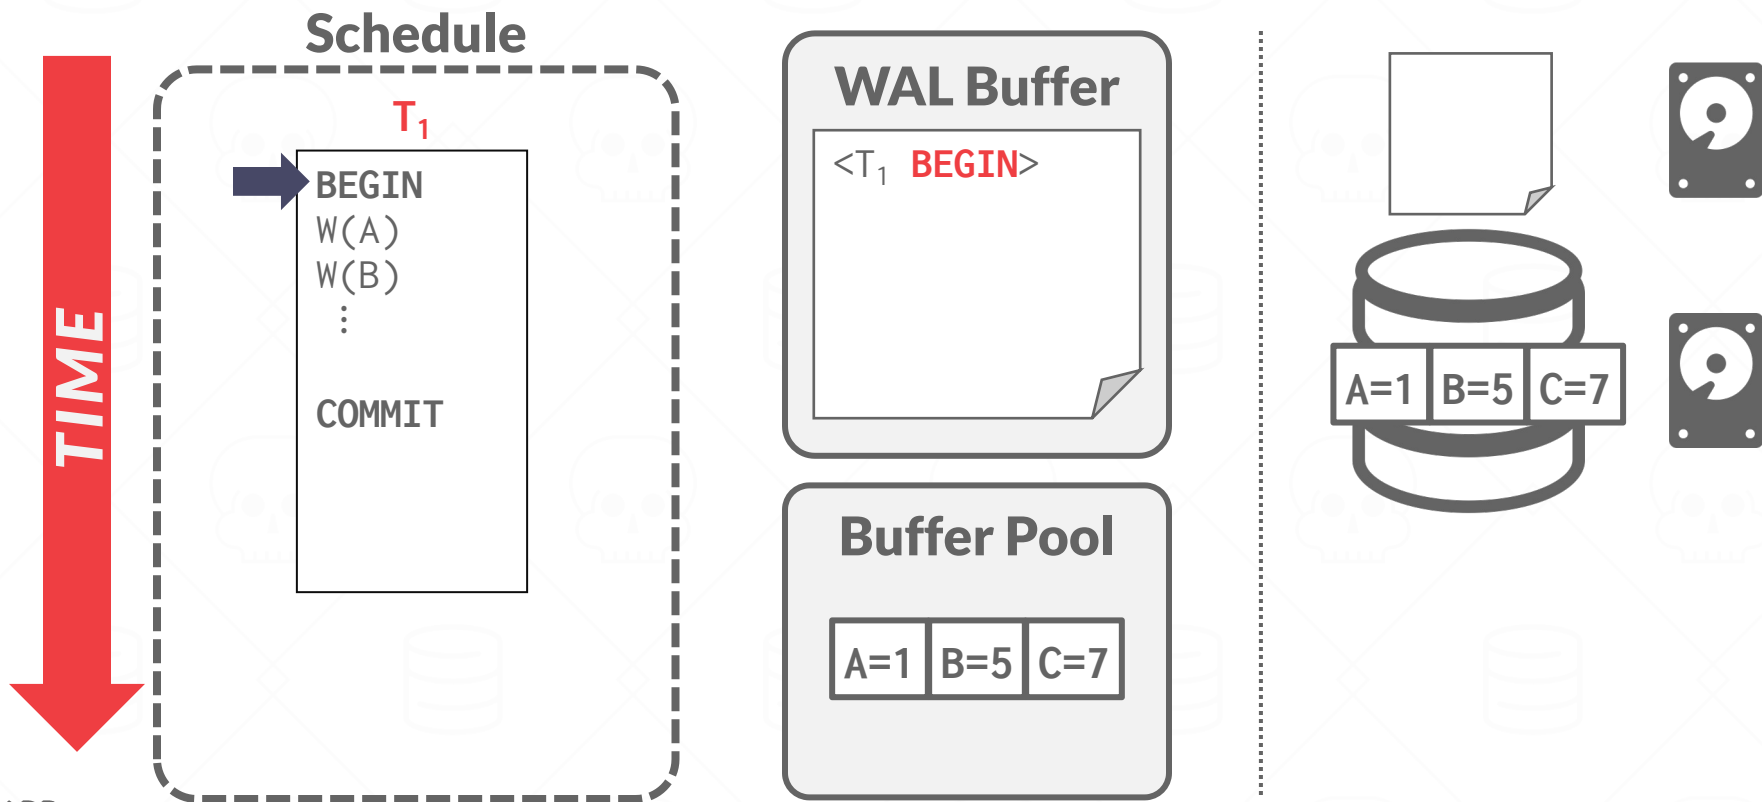 Schedule
TIME
T₁
BEGIN
W(A)
W(B)
⋮
COMMIT
WAL Buffer
<T₁ BEGIN>
Buffer Pool
A=1 B=5 C=7
A=1 B=5 C=7